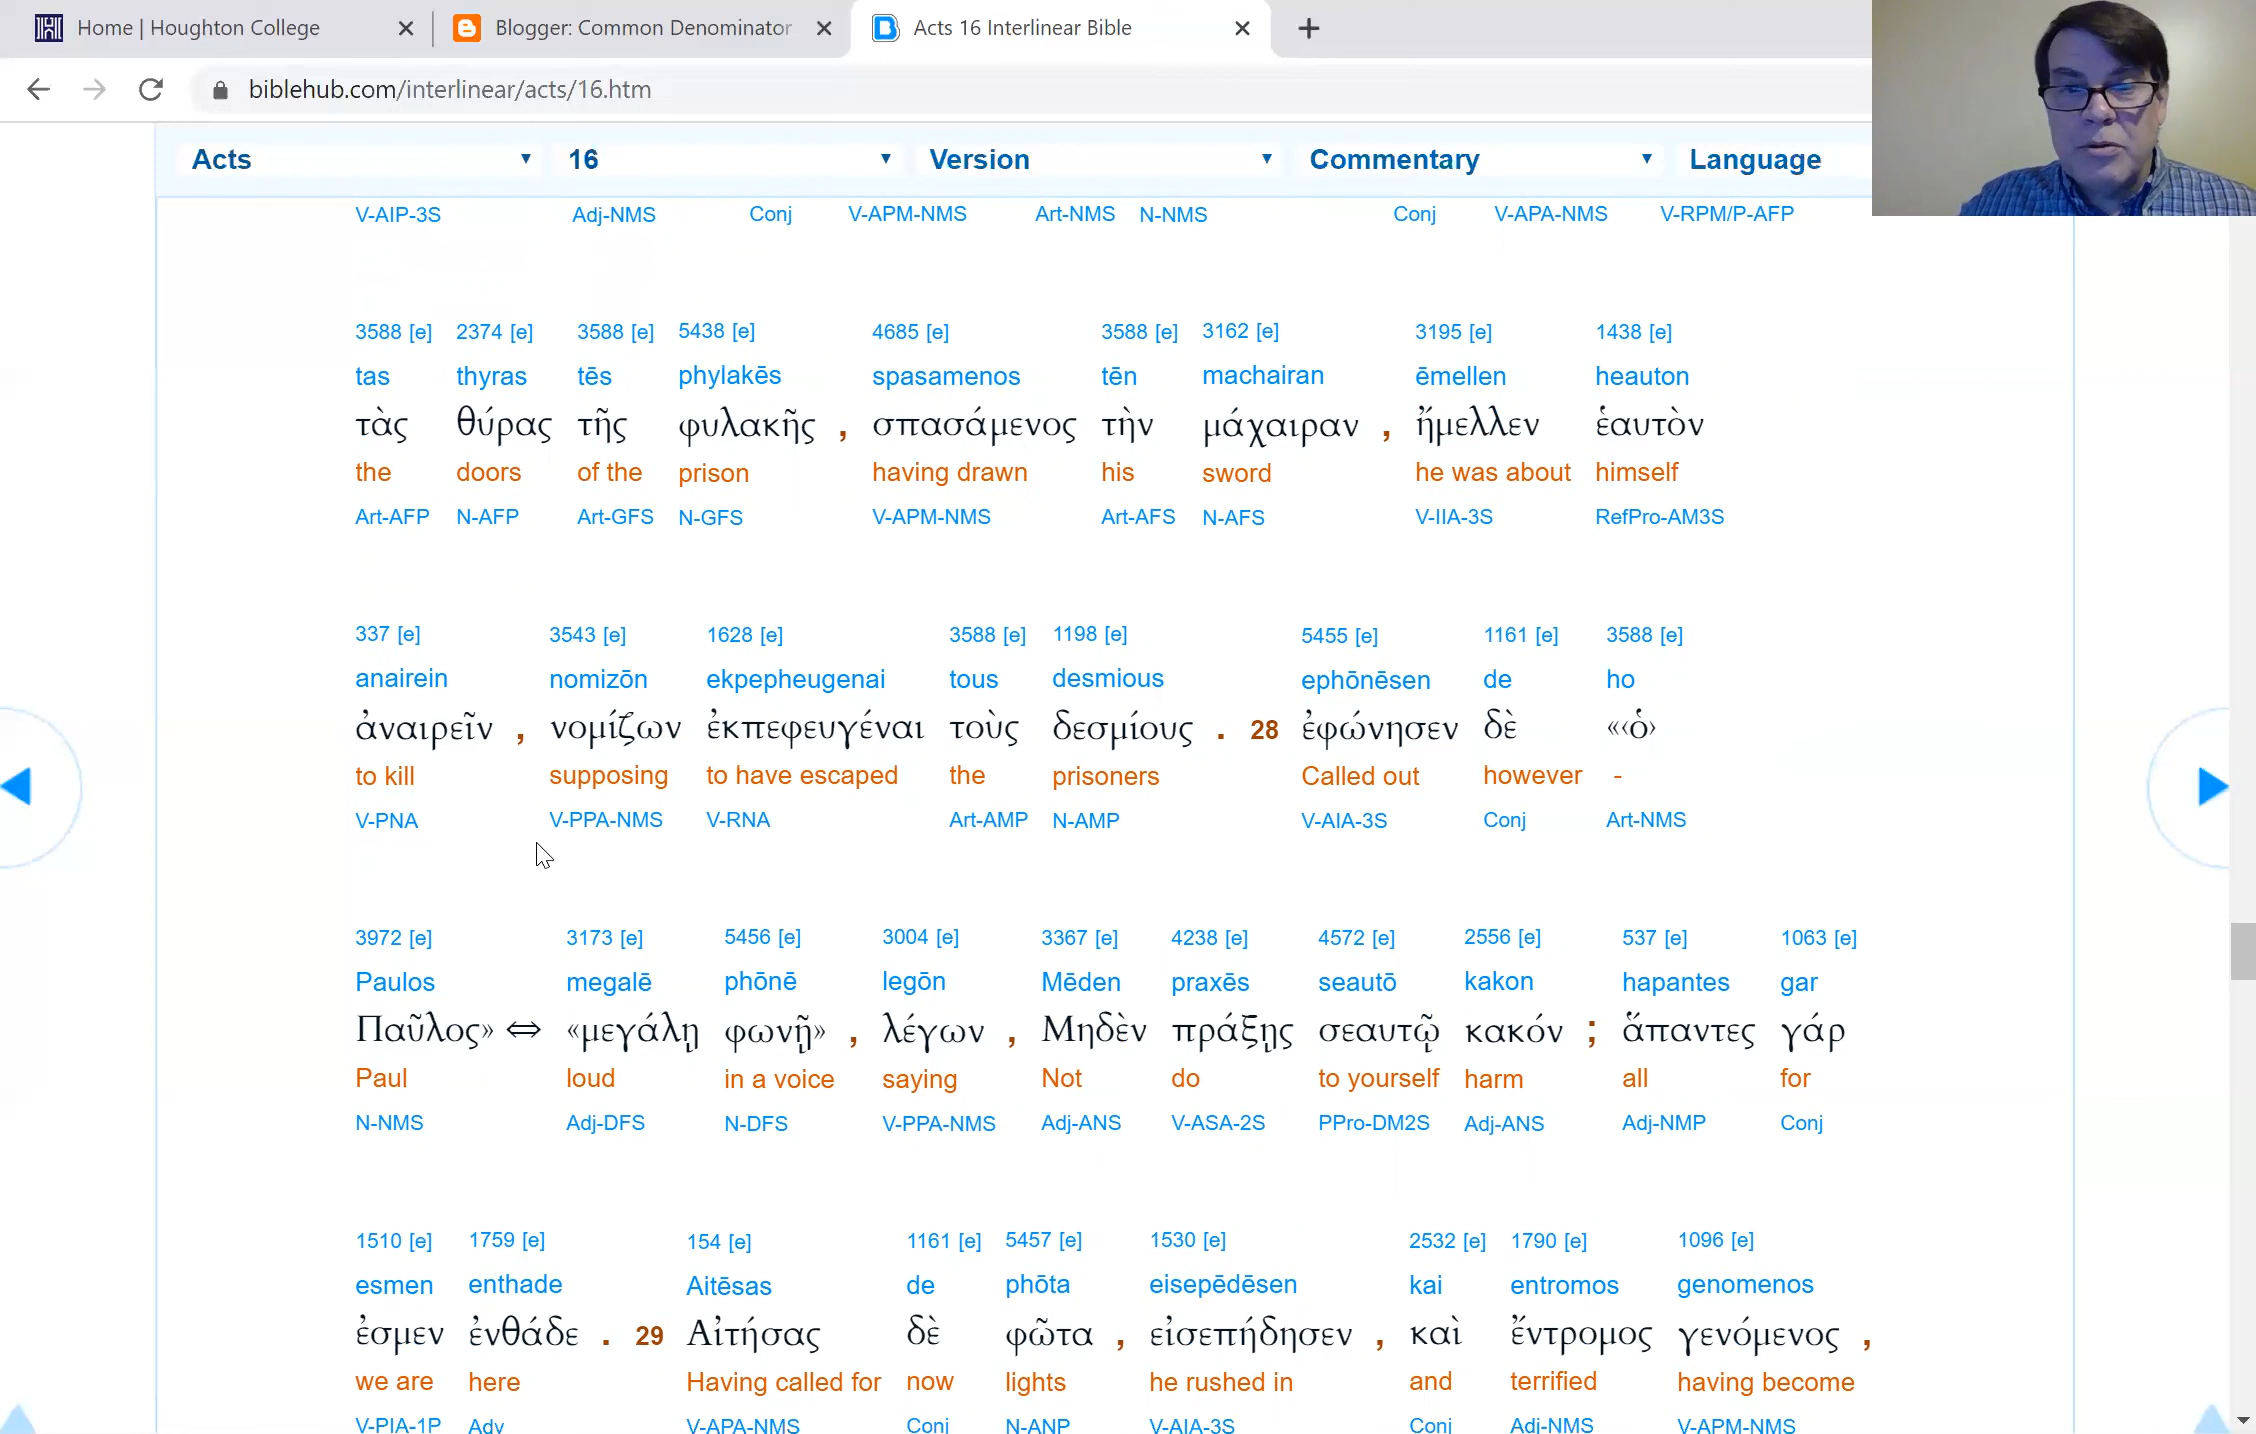 Home | Houghton College
Blogger: Common Denominator
Acts 16 Interlinear Bible
biblehub.com/interlinear/acts/16.htm
Acts 16 Version Commentary Language
V-AIP-3S Adj-NMS Conj V-APM-NMS Art-NMS N-NMS Conj V-APA-NMS V-RPM/P-AFP
3588 [e] 2374 [e] 3588 [e] 5438 [e] 4685 [e] 3588 [e] 3162 [e] 3195 [e] 1438 [e]
tas thyras tēs phylakēs spasamenos tēn machairan ēmellen heauton
τὰς θύρας τῆς φυλακῆς , σπασάμενος τὴν μάχαιραν , ἤμελλεν ἑαυτὸν
the doors of the prison having drawn his sword he was about himself
Art-AFP N-AFP Art-GFS N-GFS V-APM-NMS Art-AFS N-AFS V-IIA-3S RefPro-AM3S
337 [e] 3543 [e] 1628 [e] 3588 [e] 1198 [e] 5455 [e] 1161 [e] 3588 [e]
anairein nomizōn ekpepheugenai tous desmious ephōnēsen de ho
ἀναιρεῖν , νομίζων ἐκπεφευγέναι τοὺς δεσμίους . 28 ἐφώνησεν δὲ «‹ὁ›
to kill supposing to have escaped the prisoners Called out however -
V-PNA V-PPA-NMS V-RNA Art-AMP N-AMP V-AIA-3S Conj Art-NMS
3972 [e] 3173 [e] 5456 [e] 3004 [e] 3367 [e] 4238 [e] 4572 [e] 2556 [e] 537 [e] 1063 [e]
Paulos megalē phōnē legōn Mēden praxēs seautō kakon hapantes gar
Παῦλος» ⇔ «μεγάλῃ φωνῇ» , λέγων , Μηδὲν πράξῃς σεαυτῷ κακόν ; ἅπαντες γάρ
Paul loud in a voice saying Not do to yourself harm all for
N-NMS Adj-DFS N-DFS V-PPA-NMS Adj-ANS V-ASA-2S PPro-DM2S Adj-ANS Adj-NMP Conj
1510 [e] 1759 [e] 154 [e] 1161 [e] 5457 [e] 1530 [e] 2532 [e] 1790 [e] 1096 [e]
esmen enthade Aitēsas de phōta eisepēdēsen kai entromos genomenos
ἐσμεν ἐνθάδε . 29 Αἰτήσας δὲ φῶτα , εἰσεπήδησεν , καὶ ἔντρομος γενόμενος ,
we are here Having called for now lights he rushed in and terrified having become
V-PIA-1P Adv V-APA-NMS Conj N-ANP V-AIA-3S Conj Adj-NMS V-APM-NMS